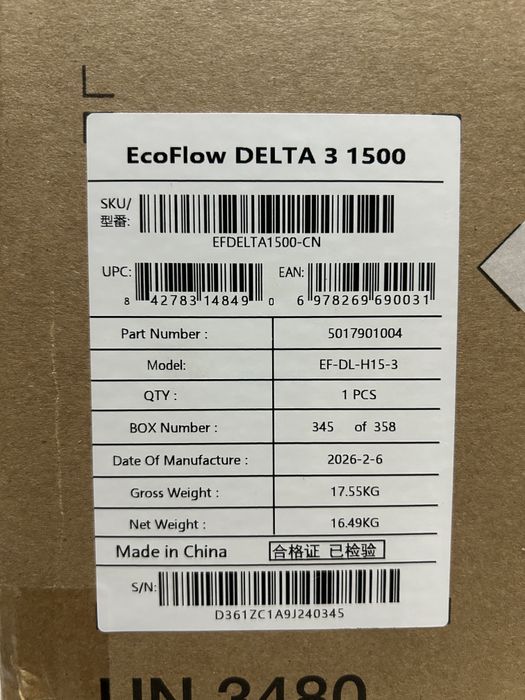 EcoFlow DELTA 3 1500
SKU/
型番:
EFDELTA1500-CN
UPC:
8 42783 14849 0
EAN:
6 978269 690031
Part Number : 5017901004
Model: EF-DL-H15-3
QTY : 1 PCS
BOX Number : 345 of 358
Date Of Manufacture : 2026-2-6
Gross Weight : 17.55KG
Net Weight : 16.49KG
Made in China 合格证 已检验
S/N:
D361ZC1A9J240345
UN 3480